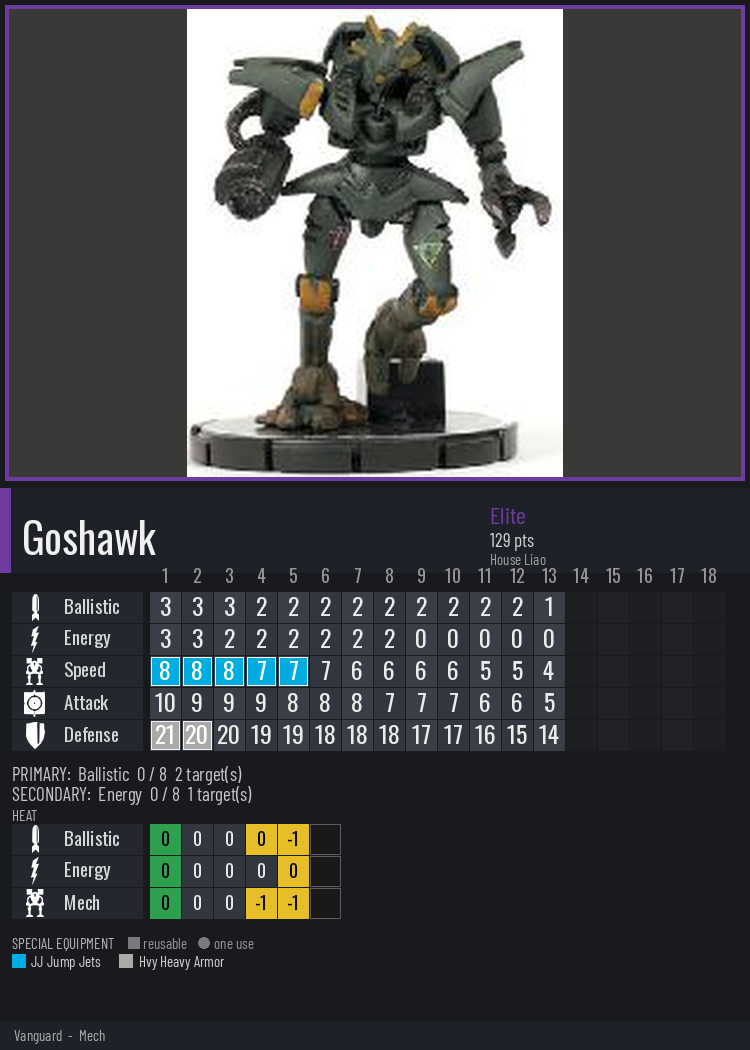 Goshawk
Elite
129 pts
House Liao
1 2 3 4 5 6 7 8 9 10 11 12 13 14 15 16 17 18
Ballistic 3 3 3 2 2 2 2 2 2 2 2 2 1
Energy 3 3 2 2 2 2 2 2 0 0 0 0 0
Speed 8 8 8 7 7 7 6 6 6 6 5 5 4
Attack 10 9 9 9 8 8 8 7 7 7 6 6 5
Defense 21 20 20 19 19 18 18 18 17 17 16 15 14
PRIMARY: Ballistic 0 / 8 2 target(s)
SECONDARY: Energy 0 / 8 1 target(s)
HEAT
Ballistic 0 0 0 0 -1
Energy 0 0 0 0 0
Mech 0 0 0 -1 -1
SPECIAL EQUIPMENT reusable one use
JJ Jump Jets Hvy Heavy Armor
Vanguard - Mech